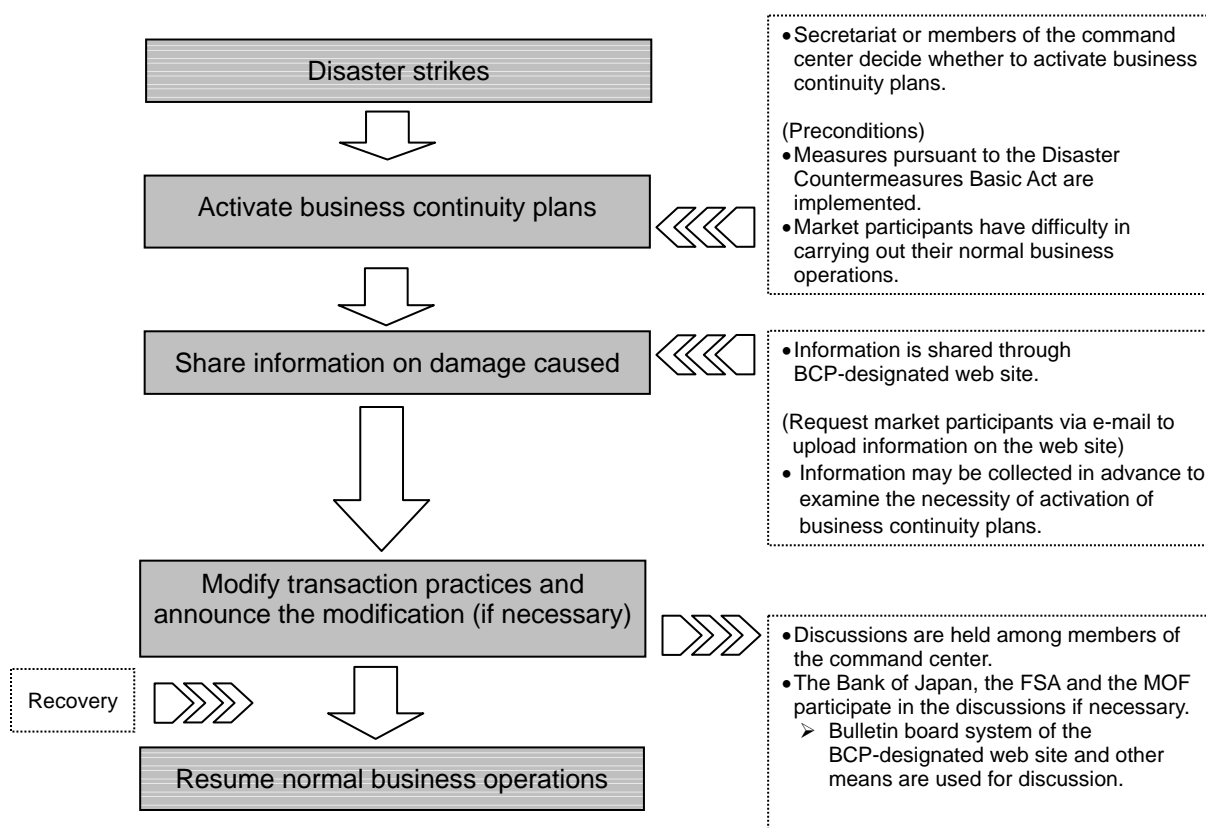 Disaster strikes
•Secretariat or members of the command
center decide whether to activate business
continuity plans.
(Preconditions)
•Measures pursuant to the Disaster
Countermeasures Basic Act are
implemented.
•Market participants have difficulty in
carrying out their normal business
operations.
Activate business continuity plans
Share information on damage caused
•Information is shared through
BCP-designated web site.
(Request market participants via e-mail to
upload information on the web site)
• Information may be collected in advance to
examine the necessity of activation of
business continuity plans.
Modify transaction practices and
announce the modification (if necessary)
•Discussions are held among members of
the command center.
•The Bank of Japan, the FSA and the MOF
participate in the discussions if necessary.
➢ Bulletin board system of the
BCP-designated web site and other
means are used for discussion.
Recovery
Resume normal business operations